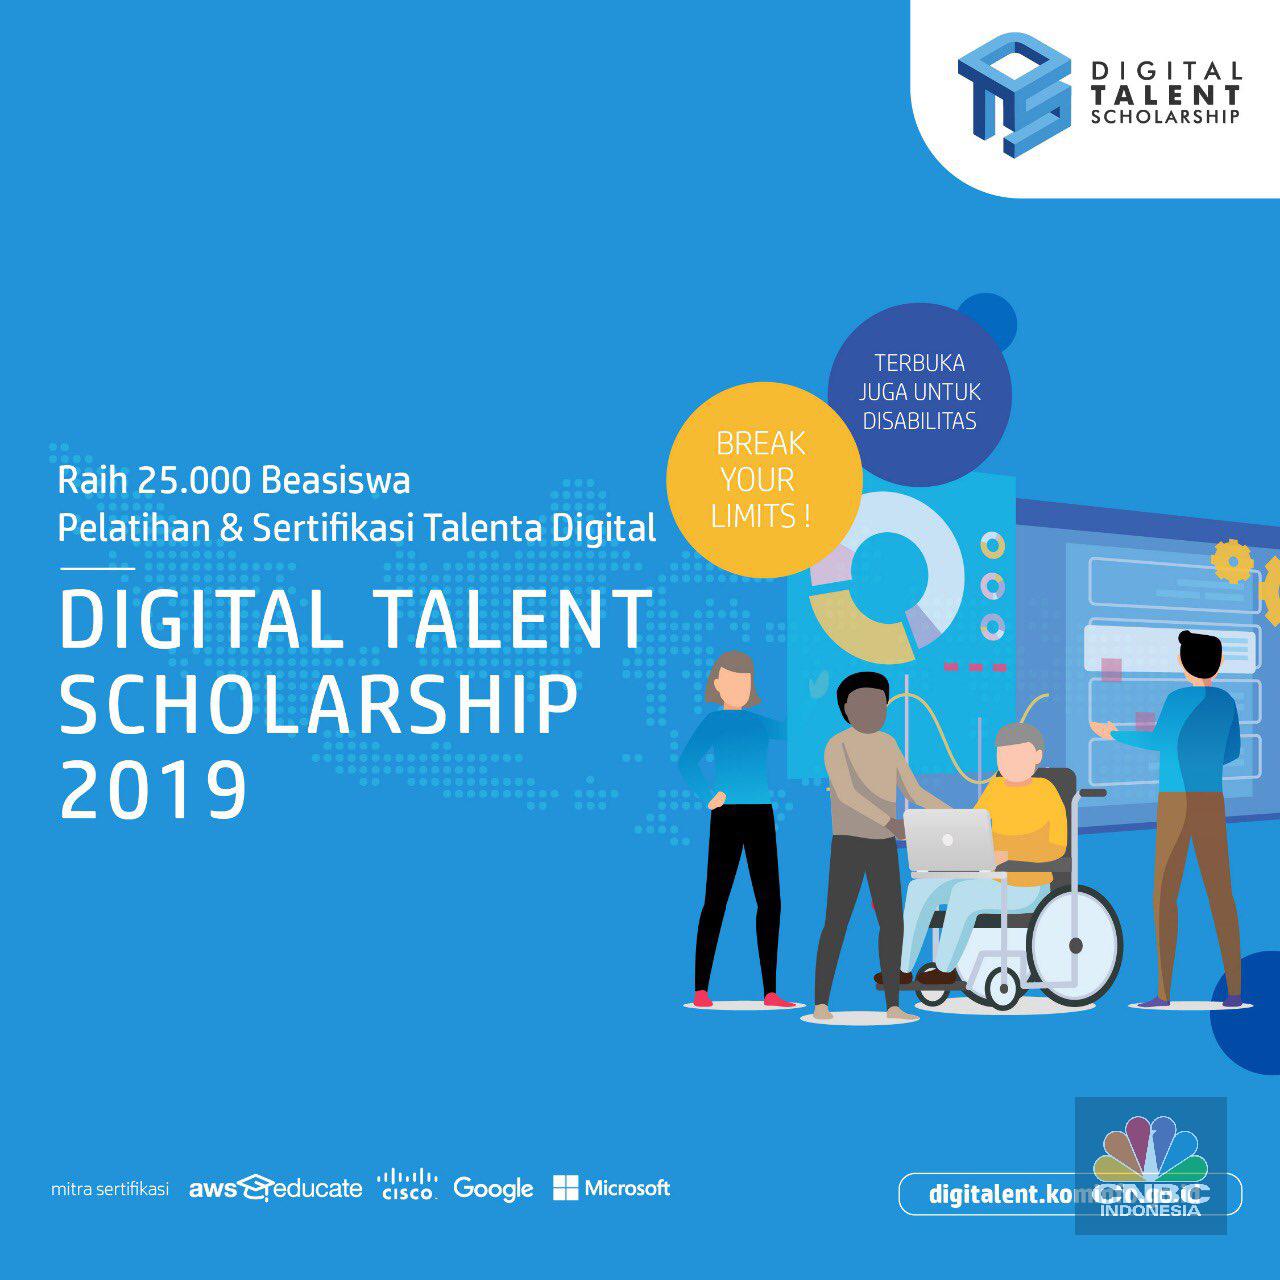 DIGITAL
TALENT
SCHOLARSHIP
TERBUKA
JUGA UNTUK
DISABILITAS
BREAK
YOUR
LIMITS !
Raih 25.000 Beasiswa
Pelatihan & Sertifikasi Talenta Digital
DIGITAL TALENT
SCHOLARSHIP
2019
mitra sertifikasi aws educate cisco Google Microsoft
CNBC
INDONESIA